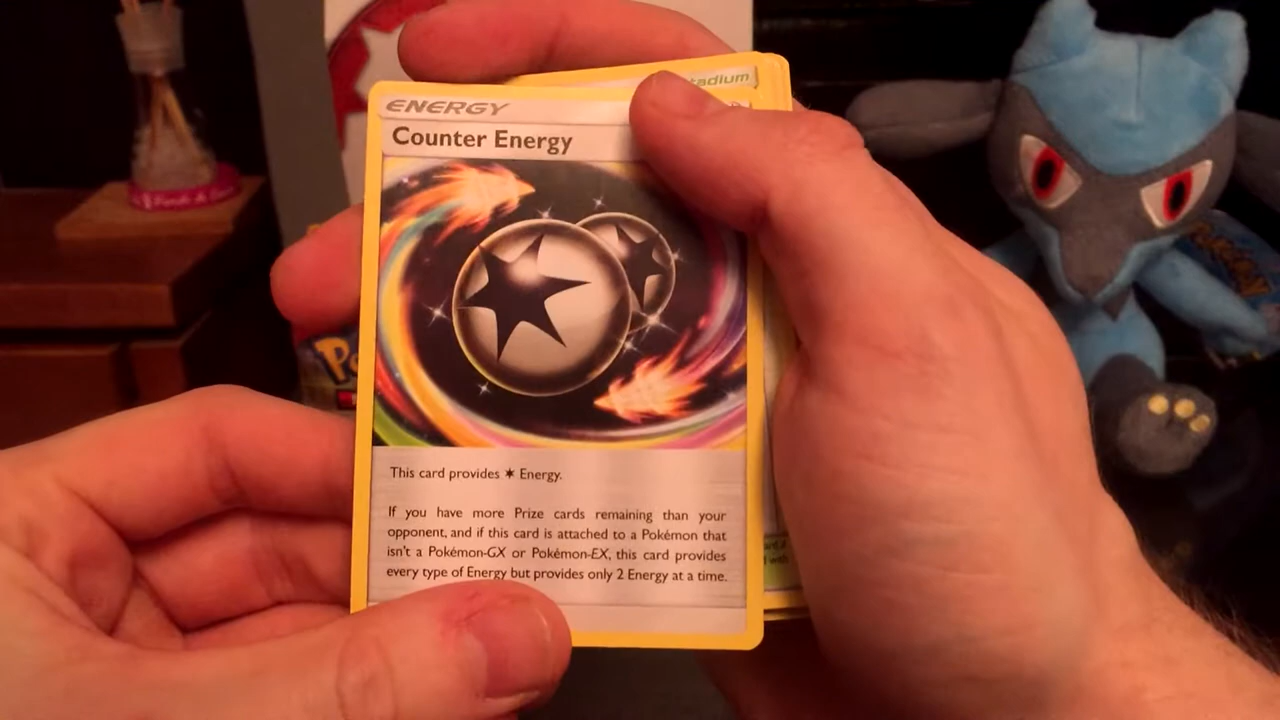 tadium
ENERGY
Counter Energy
This card provides Energy.
If you have more Prize cards remaining than your
opponent, and if this card is attached to a Pokémon that
isn't a Pokémon-GX or Pokémon-EX, this card provides
every type of Energy but provides only 2 Energy at a time.
Po